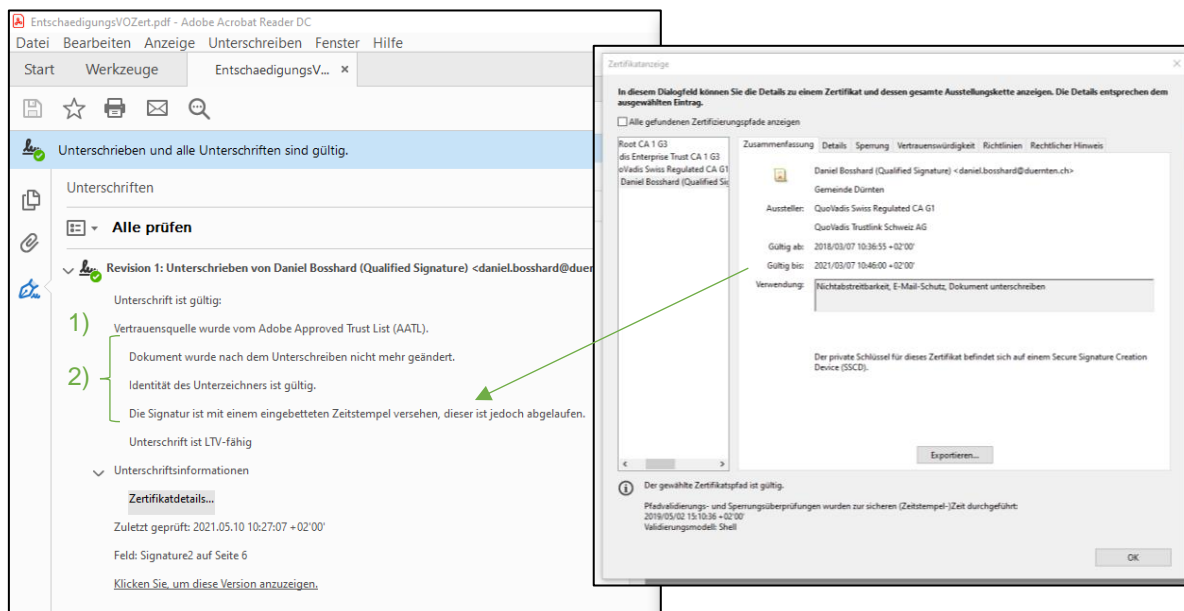 EntschaedigungsVOZert.pdf - Adobe Acrobat Reader DC
Datei Bearbeiten Anzeige Unterschreiben Fenster Hilfe
Start Werkzeuge EntschaedigungsV... ×
Unterschrieben und alle Unterschriften sind gültig.
Unterschriften
Alle prüfen
Revision 1: Unterschrieben von Daniel Bosshard (Qualified Signature) <daniel.bosshard@duer
Unterschrift ist gültig:
1)
Vertrauensquelle wurde vom Adobe Approved Trust List (AATL).
Dokument wurde nach dem Unterschreiben nicht mehr geändert.
2)
Identität des Unterzeichners ist gültig.
Die Signatur ist mit einem eingebetteten Zeitstempel versehen, dieser ist jedoch abgelaufen.
Unterschrift ist LTV-fähig
Unterschriftsinformationen
Zertifikatdetails...
Zuletzt geprüft: 2021.05.10 10:27:07 +02'00'
Feld: Signature2 auf Seite 6
Klicken Sie, um diese Version anzuzeigen.
Zertifikatanzeige
In diesem Dialogfeld können Sie die Details zu einem Zertifikat und dessen gesamte Ausstellungskette anzeigen. Die Details entsprechen dem
ausgewählten Eintrag.
Alle gefundenen Zertifizierungspfade anzeigen
Root CA 1 G3
dis Enterprise Trust CA 1 G3
oVadis Swiss Regulated CA G1
Daniel Bosshard (Qualified Sig
Zusammenfassung Details Sperrung Vertrauenswürdigkeit Richtlinien Rechtlicher Hinweis
Daniel Bosshard (Qualified Signature) <daniel.bosshard@duernten.ch>
Gemeinde Dürnten
Aussteller: QuoVadis Swiss Regulated CA G1
QuoVadis Trustlink Schweiz AG
Gültig ab: 2018/03/07 10:36:55 +02'00'
Gültig bis: 2021/03/07 10:46:00 +02'00'
Verwendung: Nichtabstreitbarkeit, E-Mail-Schutz, Dokument unterschreiben
Der private Schlüssel für dieses Zertifikat befindet sich auf einem Secure Signature Creation
Device (SSCD).
Exportieren...
Der gewählte Zertifikatspfad ist gültig.
Pfadvalidierungs- und Sperrungsüberprüfungen wurden zur sicheren (Zeitstempel-)Zeit durchgeführt:
2019/05/02 15:10:36 +02'00'
Validierungsmodell: Shell
OK